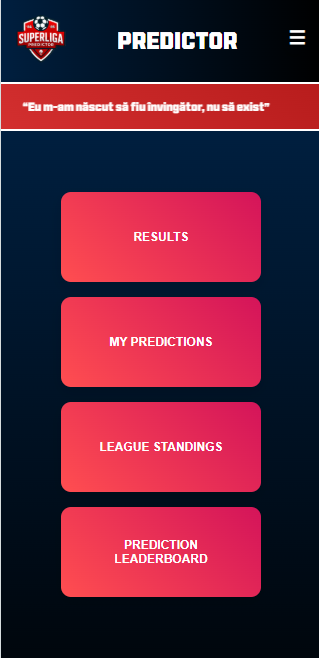 SUPERLIGA
PREDICTOR
PREDICTOR
“Eu m-am născut să fiu învingător, nu să exist”
RESULTS
MY PREDICTIONS
LEAGUE STANDINGS
PREDICTION
LEADERBOARD